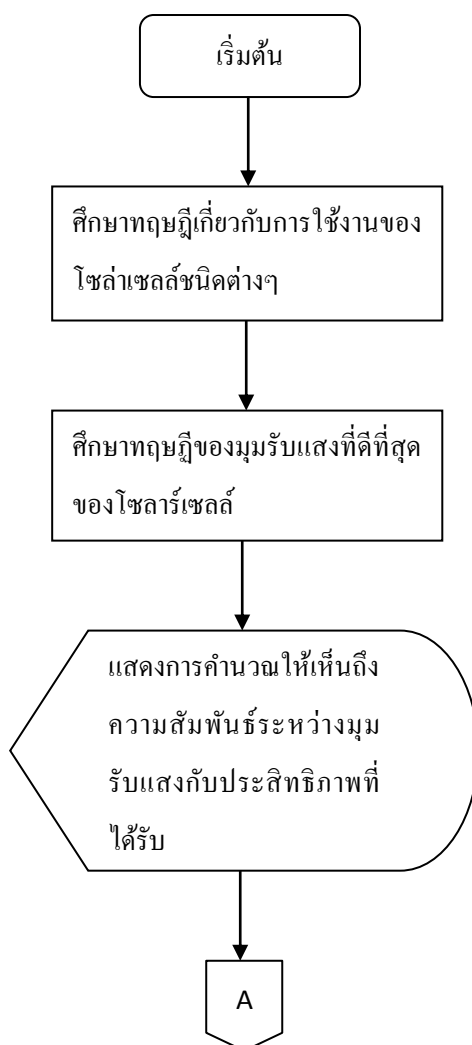 เริ่มต้น
ศึกษาทฤษฎีเกี่ยวกับการใช้งานของ
โซล่าเซลล์ชนิดต่างๆ
ศึกษาทฤษฎีของมุมรับแสงที่ดีที่สุด
ของโซลาร์เซลล์
แสดงการคำนวณให้เห็นถึง
ความสัมพันธ์ระหว่างมุม
รับแสงกับประสิทธิภาพที่
ได้รับ
A